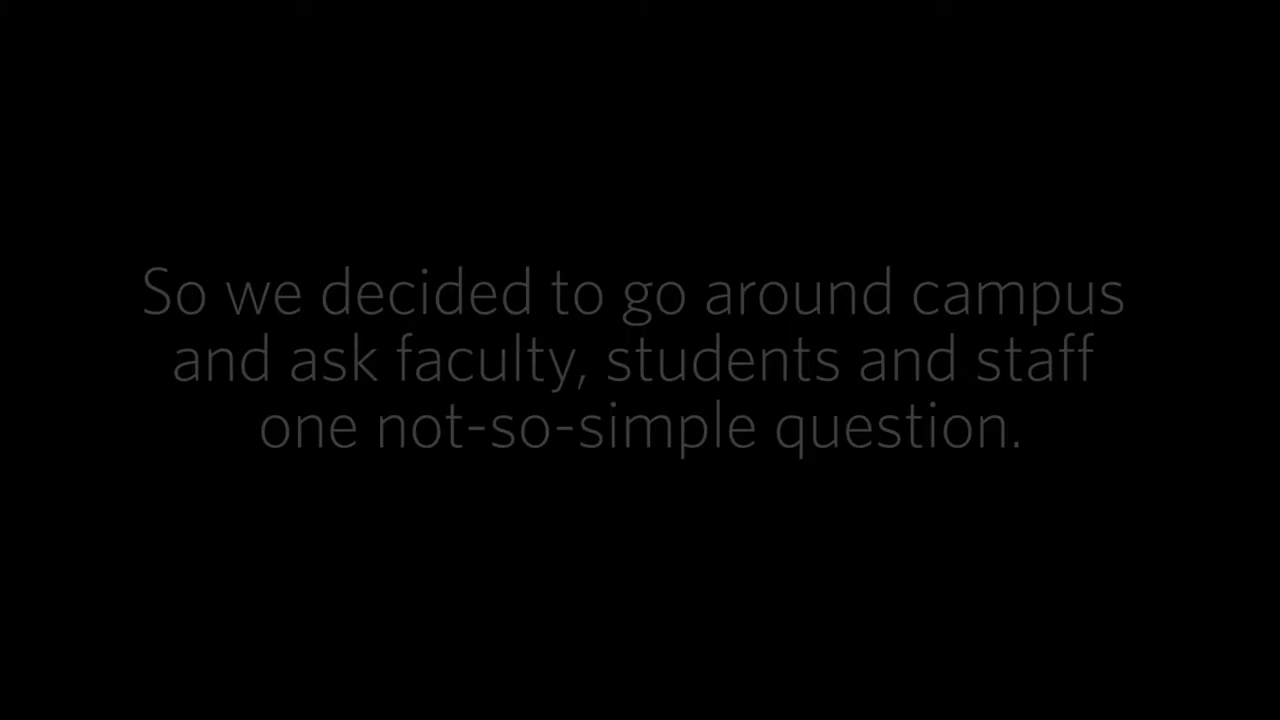 So we decided to go around campus
and ask faculty, students and staff
one not-so-simple question.